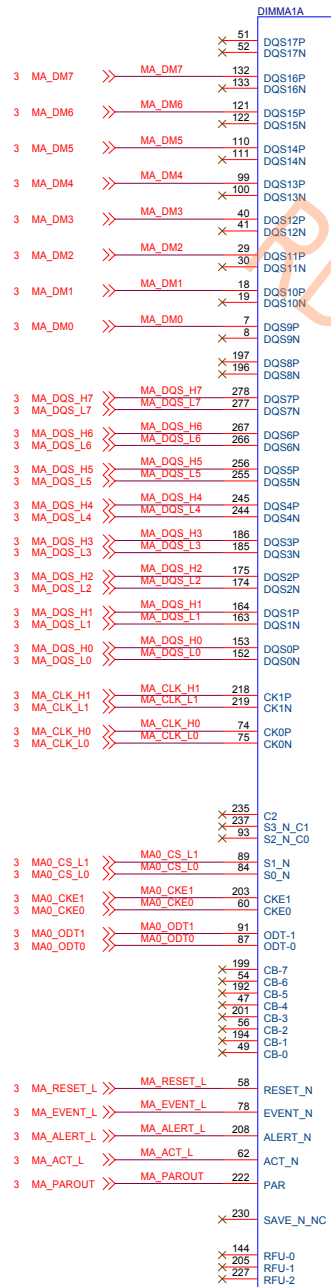 DIMMA1A
51 DQS17P
52 DQS17N
3 MA_DM7 MA_DM7 132 DQS16P
133 DQS16N
3 MA_DM6 MA_DM6 121 DQS15P
122 DQS15N
3 MA_DM5 MA_DM5 110 DQS14P
111 DQS14N
3 MA_DM4 MA_DM4 99 DQS13P
100 DQS13N
3 MA_DM3 MA_DM3 40 DQS12P
41 DQS12N
3 MA_DM2 MA_DM2 29 DQS11P
30 DQS11N
3 MA_DM1 MA_DM1 18 DQS10P
19 DQS10N
3 MA_DM0 MA_DM0 7 DQS9P
8 DQS9N
197 DQS8P
196 DQS8N
3 MA_DQS_H7 MA_DQS_H7 278 DQS7P
3 MA_DQS_L7 MA_DQS_L7 277 DQS7N
3 MA_DQS_H6 MA_DQS_H6 267 DQS6P
3 MA_DQS_L6 MA_DQS_L6 266 DQS6N
3 MA_DQS_H5 MA_DQS_H5 256 DQS5P
3 MA_DQS_L5 MA_DQS_L5 255 DQS5N
3 MA_DQS_H4 MA_DQS_H4 245 DQS4P
3 MA_DQS_L4 MA_DQS_L4 244 DQS4N
3 MA_DQS_H3 MA_DQS_H3 186 DQS3P
3 MA_DQS_L3 MA_DQS_L3 185 DQS3N
3 MA_DQS_H2 MA_DQS_H2 175 DQS2P
3 MA_DQS_L2 MA_DQS_L2 174 DQS2N
3 MA_DQS_H1 MA_DQS_H1 164 DQS1P
3 MA_DQS_L1 MA_DQS_L1 163 DQS1N
3 MA_DQS_H0 MA_DQS_H0 153 DQS0P
3 MA_DQS_L0 MA_DQS_L0 152 DQS0N
3 MA_CLK_H1 MA_CLK_H1 218 CK1P
3 MA_CLK_L1 MA_CLK_L1 219 CK1N
3 MA_CLK_H0 MA_CLK_H0 74 CK0P
3 MA_CLK_L0 MA_CLK_L0 75 CK0N
235 C2
237 S3_N_C1
93 S2_N_C0
3 MA0_CS_L1 MA0_CS_L1 89 S1_N
3 MA0_CS_L0 MA0_CS_L0 84 S0_N
3 MA0_CKE1 MA0_CKE1 203 CKE1
3 MA0_CKE0 MA0_CKE0 60 CKE0
3 MA0_ODT1 MA0_ODT1 91 ODT-1
3 MA0_ODT0 MA0_ODT0 87 ODT-0
199 CB-7
54 CB-6
192 CB-5
47 CB-4
201 CB-3
56 CB-2
194 CB-1
49 CB-0
3 MA_RESET_L MA_RESET_L 58 RESET_N
3 MA_EVENT_L MA_EVENT_L 78 EVENT_N
3 MA_ALERT_L MA_ALERT_L 208 ALERT_N
3 MA_ACT_L MA_ACT_L 62 ACT_N
3 MA_PAROUT MA_PAROUT 222 PAR
230 SAVE_N_NC
144 RFU-0
205 RFU-1
227 RFU-2